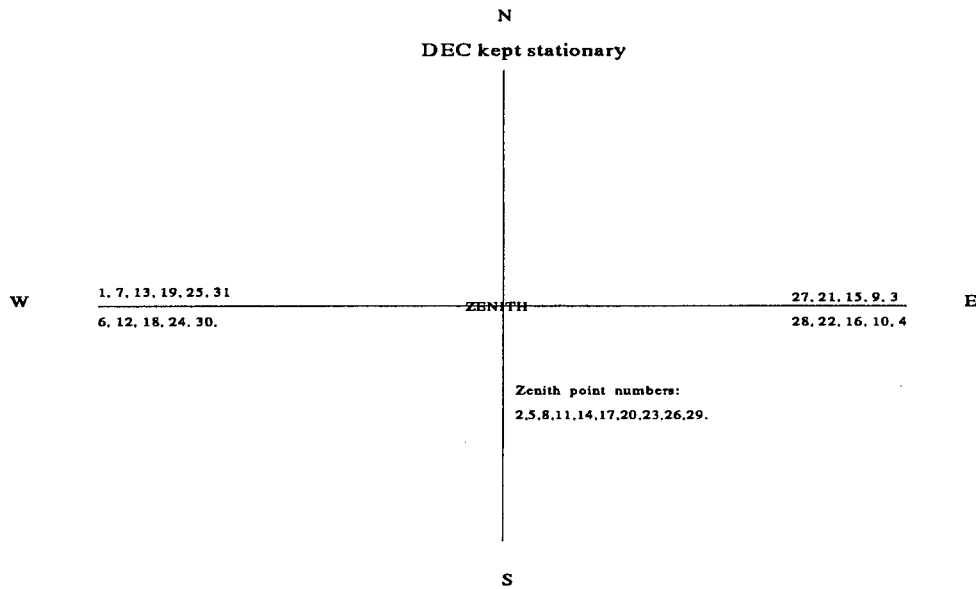 N
DEC kept stationary
W
1, 7, 13, 19, 25, 31
6, 12, 18, 24, 30.
ZENITH
27, 21, 15, 9, 3
28, 22, 16, 10, 4
E
Zenith point numbers:
2,5,8,11,14,17,20,23,26,29.
S